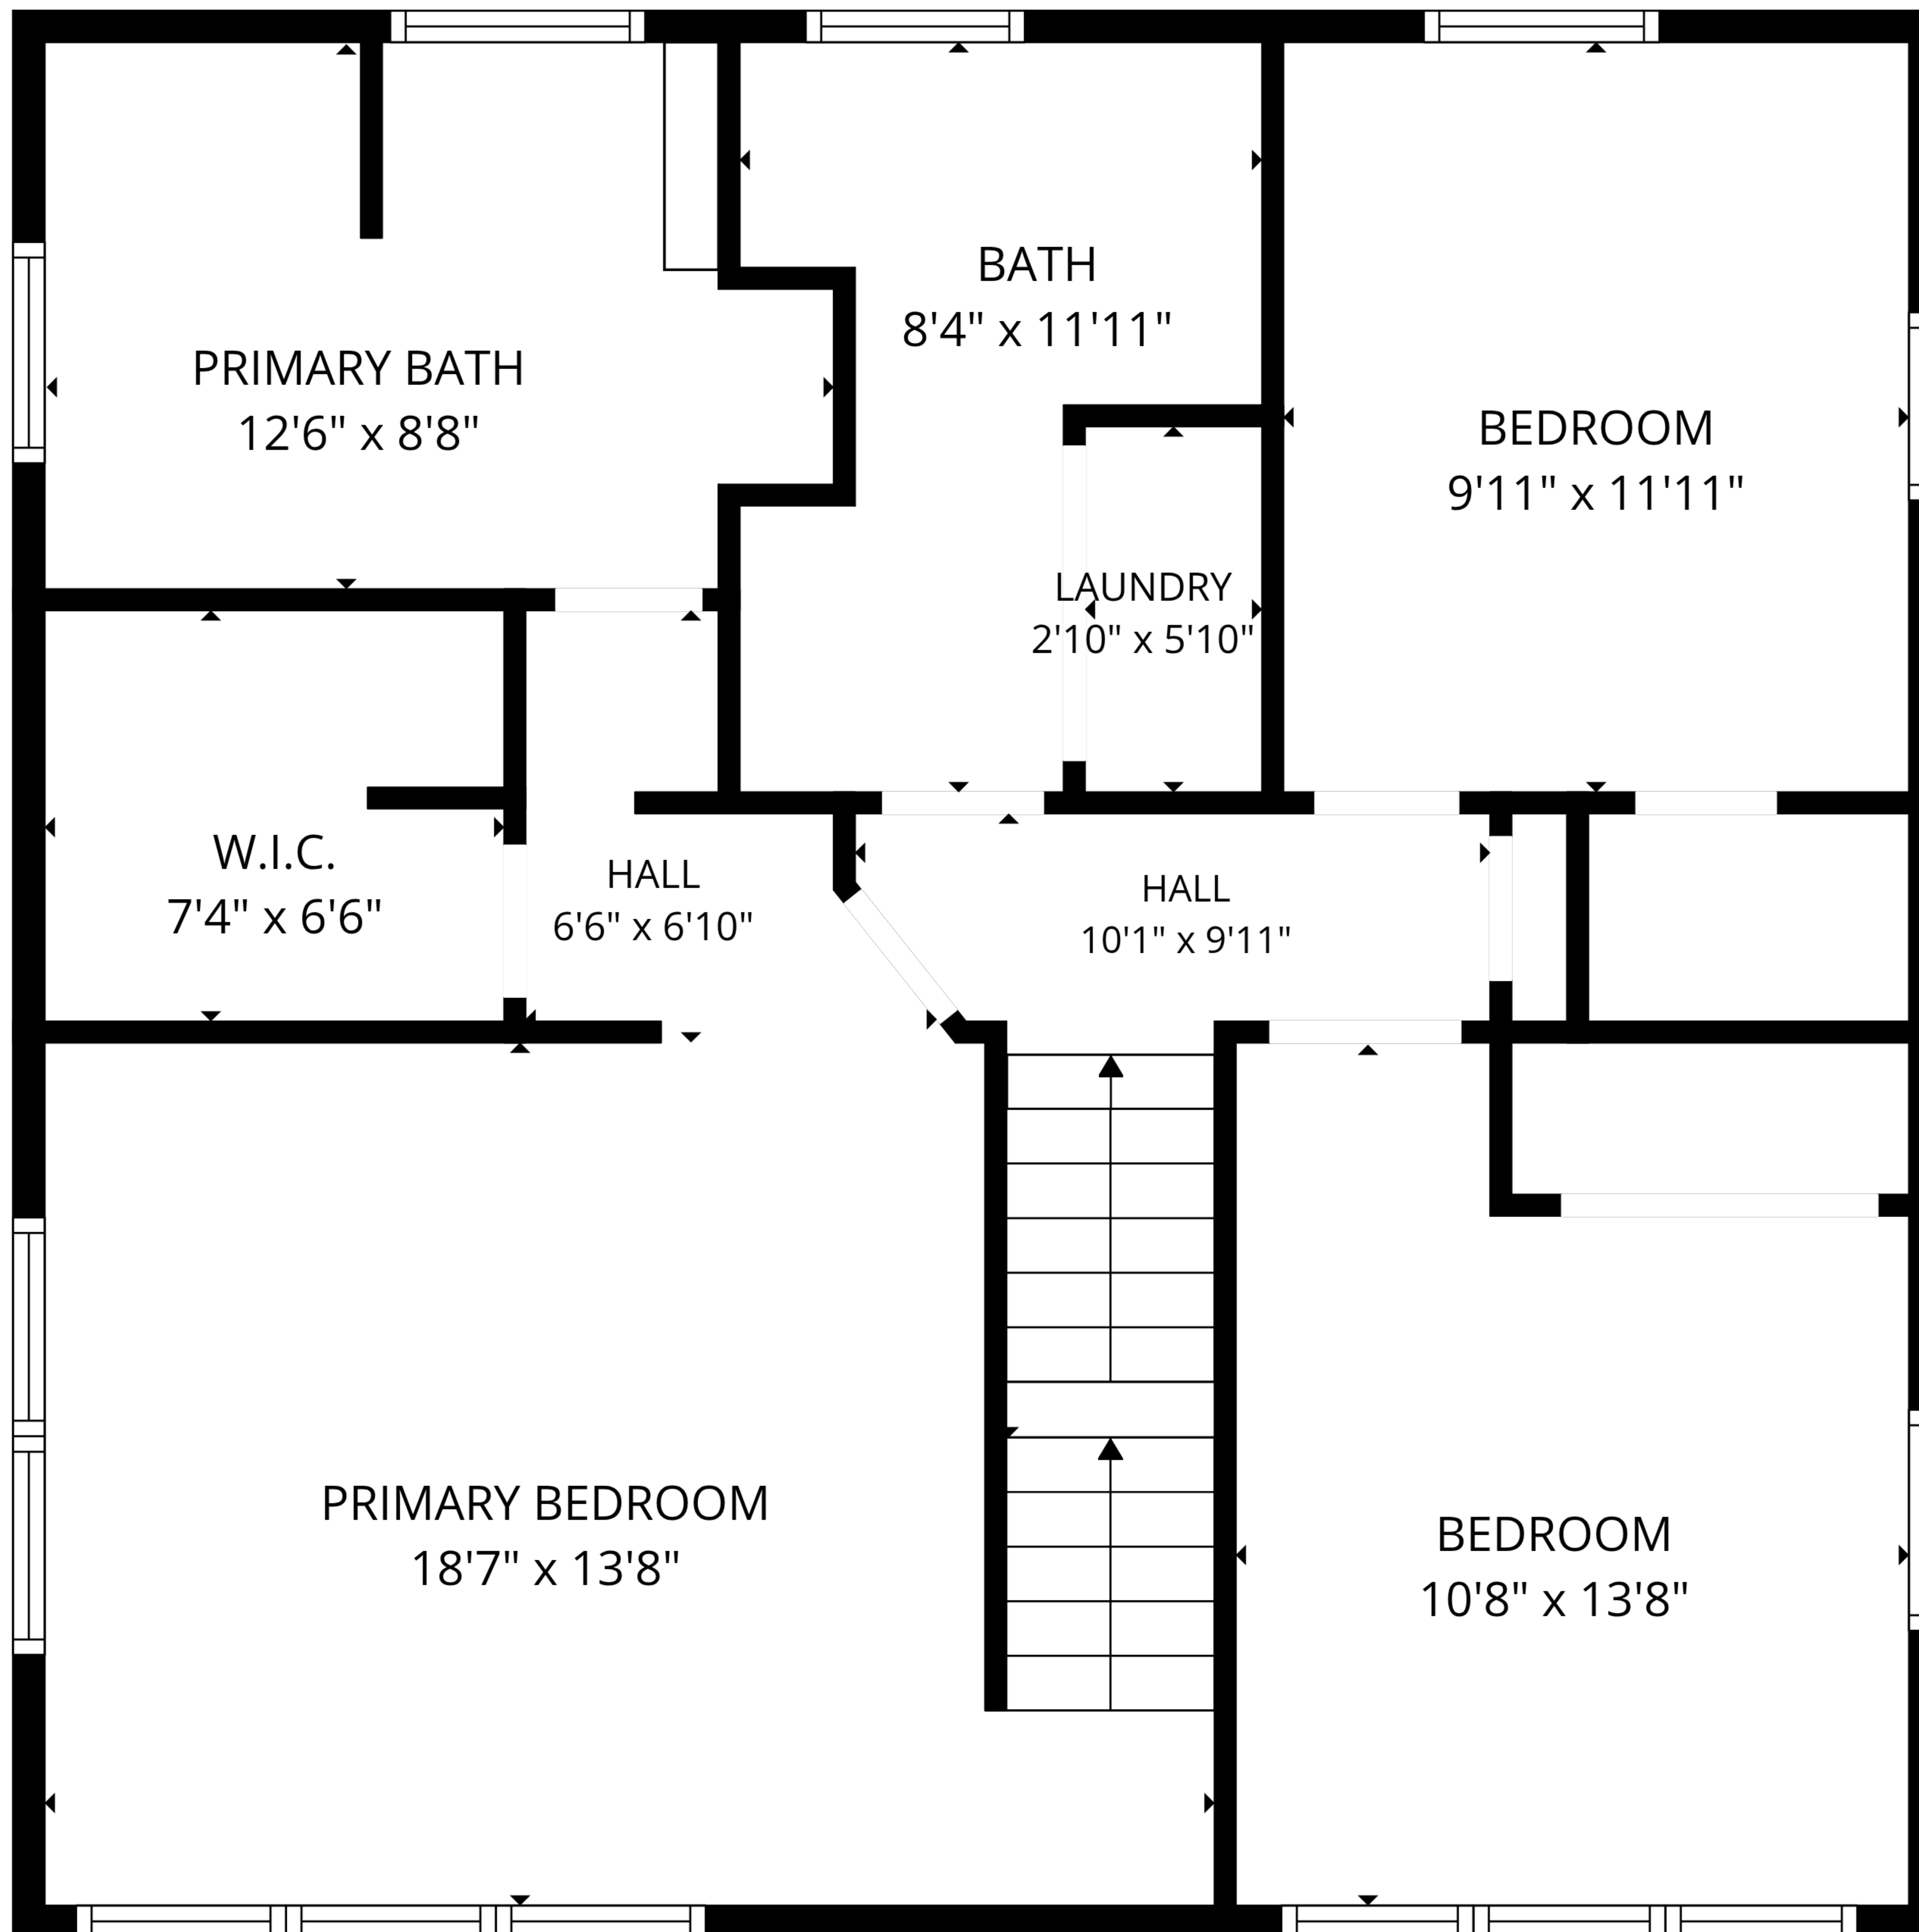 BATH
8'4" x 11'11"
PRIMARY BATH
12'6" x 8'8"
BEDROOM
9'11" x 11'11"
LAUNDRY
2'10" x 5'10"
W.I.C.
7'4" x 6'6"
HALL
6'6" x 6'10"
HALL
10'1" x 9'11"
PRIMARY BEDROOM
18'7" x 13'8"
BEDROOM
10'8" x 13'8"